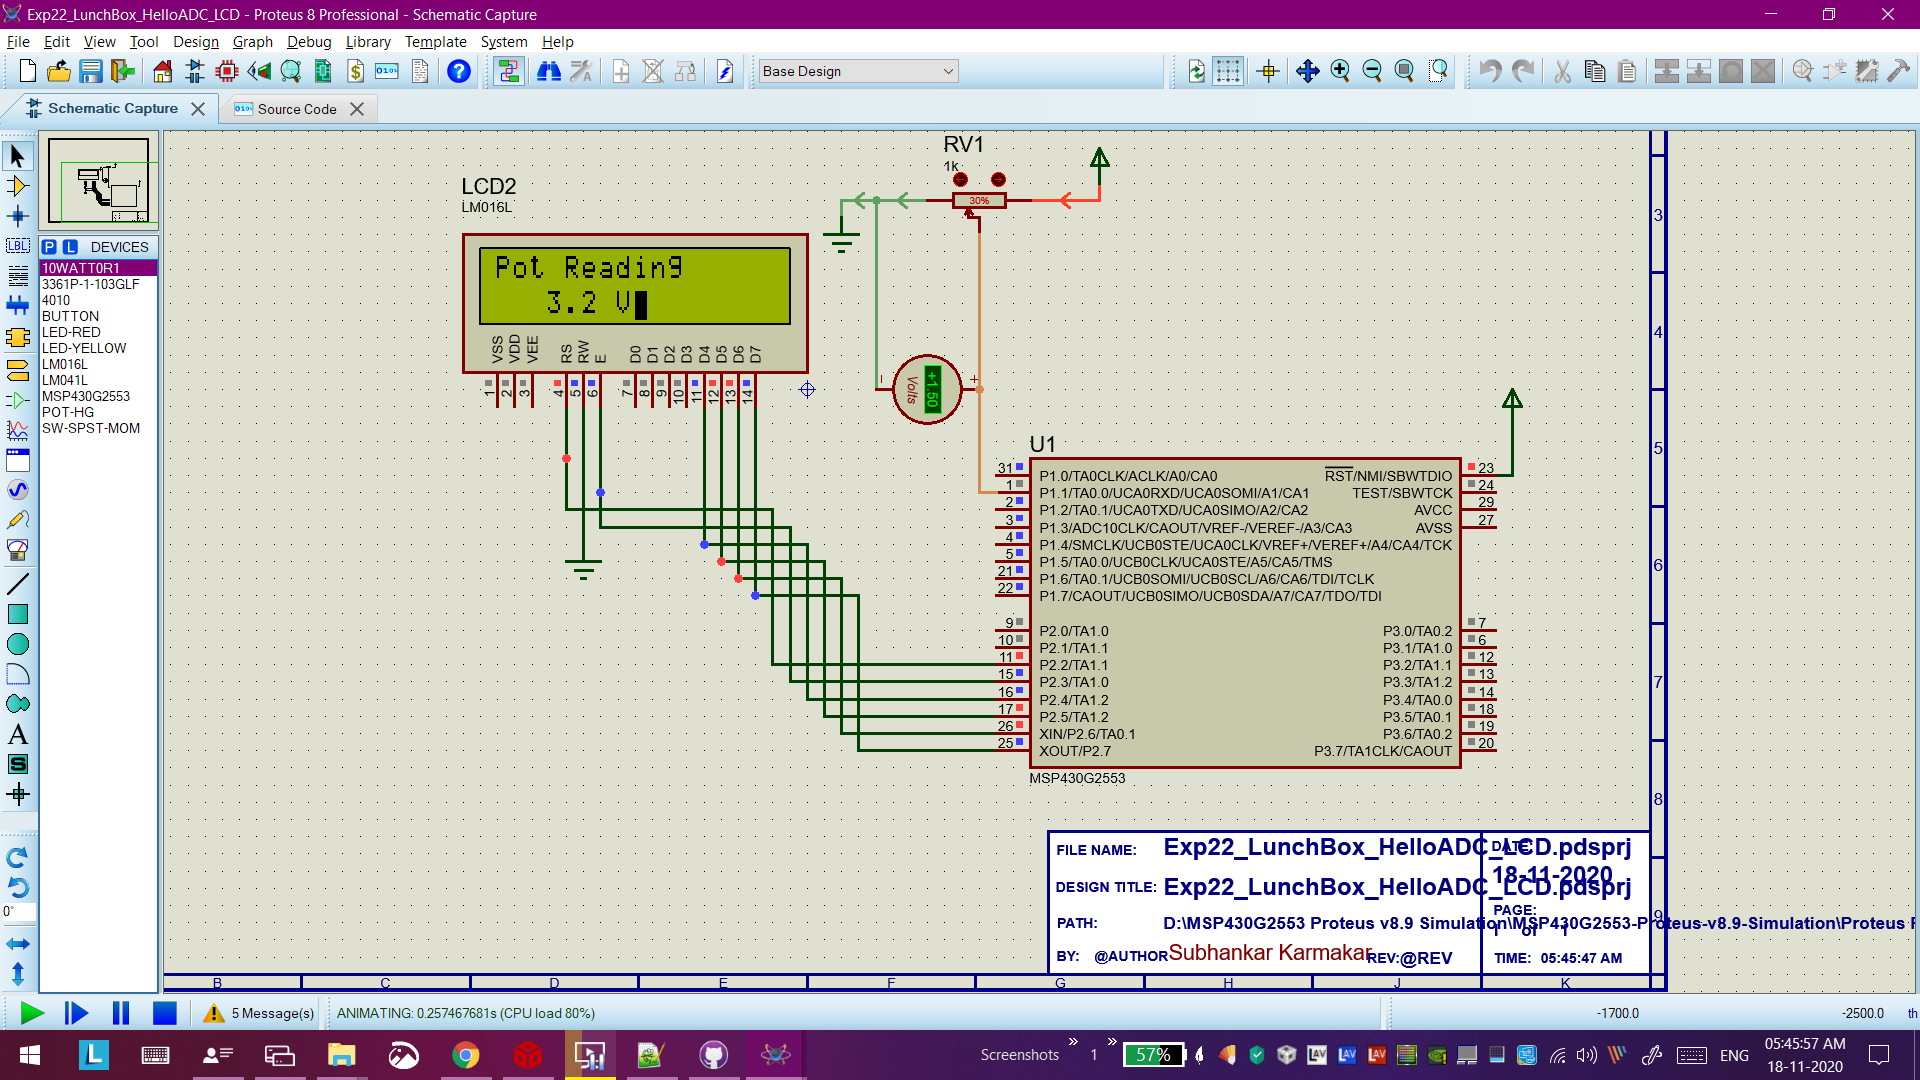 Exp22_LunchBox_HelloADC_LCD - Proteus 8 Professional - Schematic Capture
File Edit View Tool Design Graph Debug Library Template System Help
Base Design
Schematic Capture
Source Code
P L DEVICES
10WATT0R1
3361P-1-103GLF
4010
BUTTON
LED-RED
LED-YELLOW
LM016L
LM041L
MSP430G2553
POT-HG
SW-SPST-MOM
LBL
A
S
0°
RV1
1k
30%
LCD2
LM016L
Pot Reading
3.2 V
VSS VDD VEE RS RW E D0 D1 D2 D3 D4 D5 D6 D7
1 2 3 4 5 6 7 8 9 10 11 12 13 14
- +
+1.50
Volts
U1
31 P1.0/TA0CLK/ACLK/A0/CA0 RST/NMI/SBWTDIO 23
1 P1.1/TA0.0/UCA0RXD/UCA0SOMI/A1/CA1 TEST/SBWTCK 24
2 P1.2/TA0.1/UCA0TXD/UCA0SIMO/A2/CA2 AVCC 29
3 P1.3/ADC10CLK/CAOUT/VREF-/VEREF-/A3/CA3 AVSS 27
4 P1.4/SMCLK/UCB0STE/UCA0CLK/VREF+/VEREF+/A4/CA4/TCK
5 P1.5/TA0.0/UCB0CLK/UCA0STE/A5/CA5/TMS
21 P1.6/TA0.1/UCB0SOMI/UCB0SCL/A6/CA6/TDI/TCLK
22 P1.7/CAOUT/UCB0SIMO/UCB0SDA/A7/CA7/TDO/TDI
9 P2.0/TA1.0 P3.0/TA0.2 7
10 P2.1/TA1.1 P3.1/TA1.0 6
11 P2.2/TA1.1 P3.2/TA1.1 12
15 P2.3/TA1.0 P3.3/TA1.2 13
16 P2.4/TA1.2 P3.4/TA0.0 14
17 P2.5/TA1.2 P3.5/TA0.1 18
26 XIN/P2.6/TA0.1 P3.6/TA0.2 19
25 XOUT/P2.7 P3.7/TA1CLK/CAOUT 20
MSP430G2553
3
4
5
6
7
8
9
FILE NAME: Exp22_LunchBox_HelloADC_LCD.pdsprj
DATE:
18-11-2020
DESIGN TITLE: Exp22_LunchBox_HelloADC_LCD.pdsprj
PAGE:
PATH: D:\MSP430G2553 Proteus v8.9 Simulation\MSP430G2553-Proteus-v8.9-Simulation\Proteus
1 of 1
BY: @AUTHOR Subhankar Karmakar REV:@REV TIME: 05:45:47 AM
B C D E F G H J K
5 Message(s) ANIMATING: 0.257467681s (CPU load 80%) -1700.0 -2500.0 th
Screenshots » 1 » 57% ENG 05:45:57 AM
18-11-2020